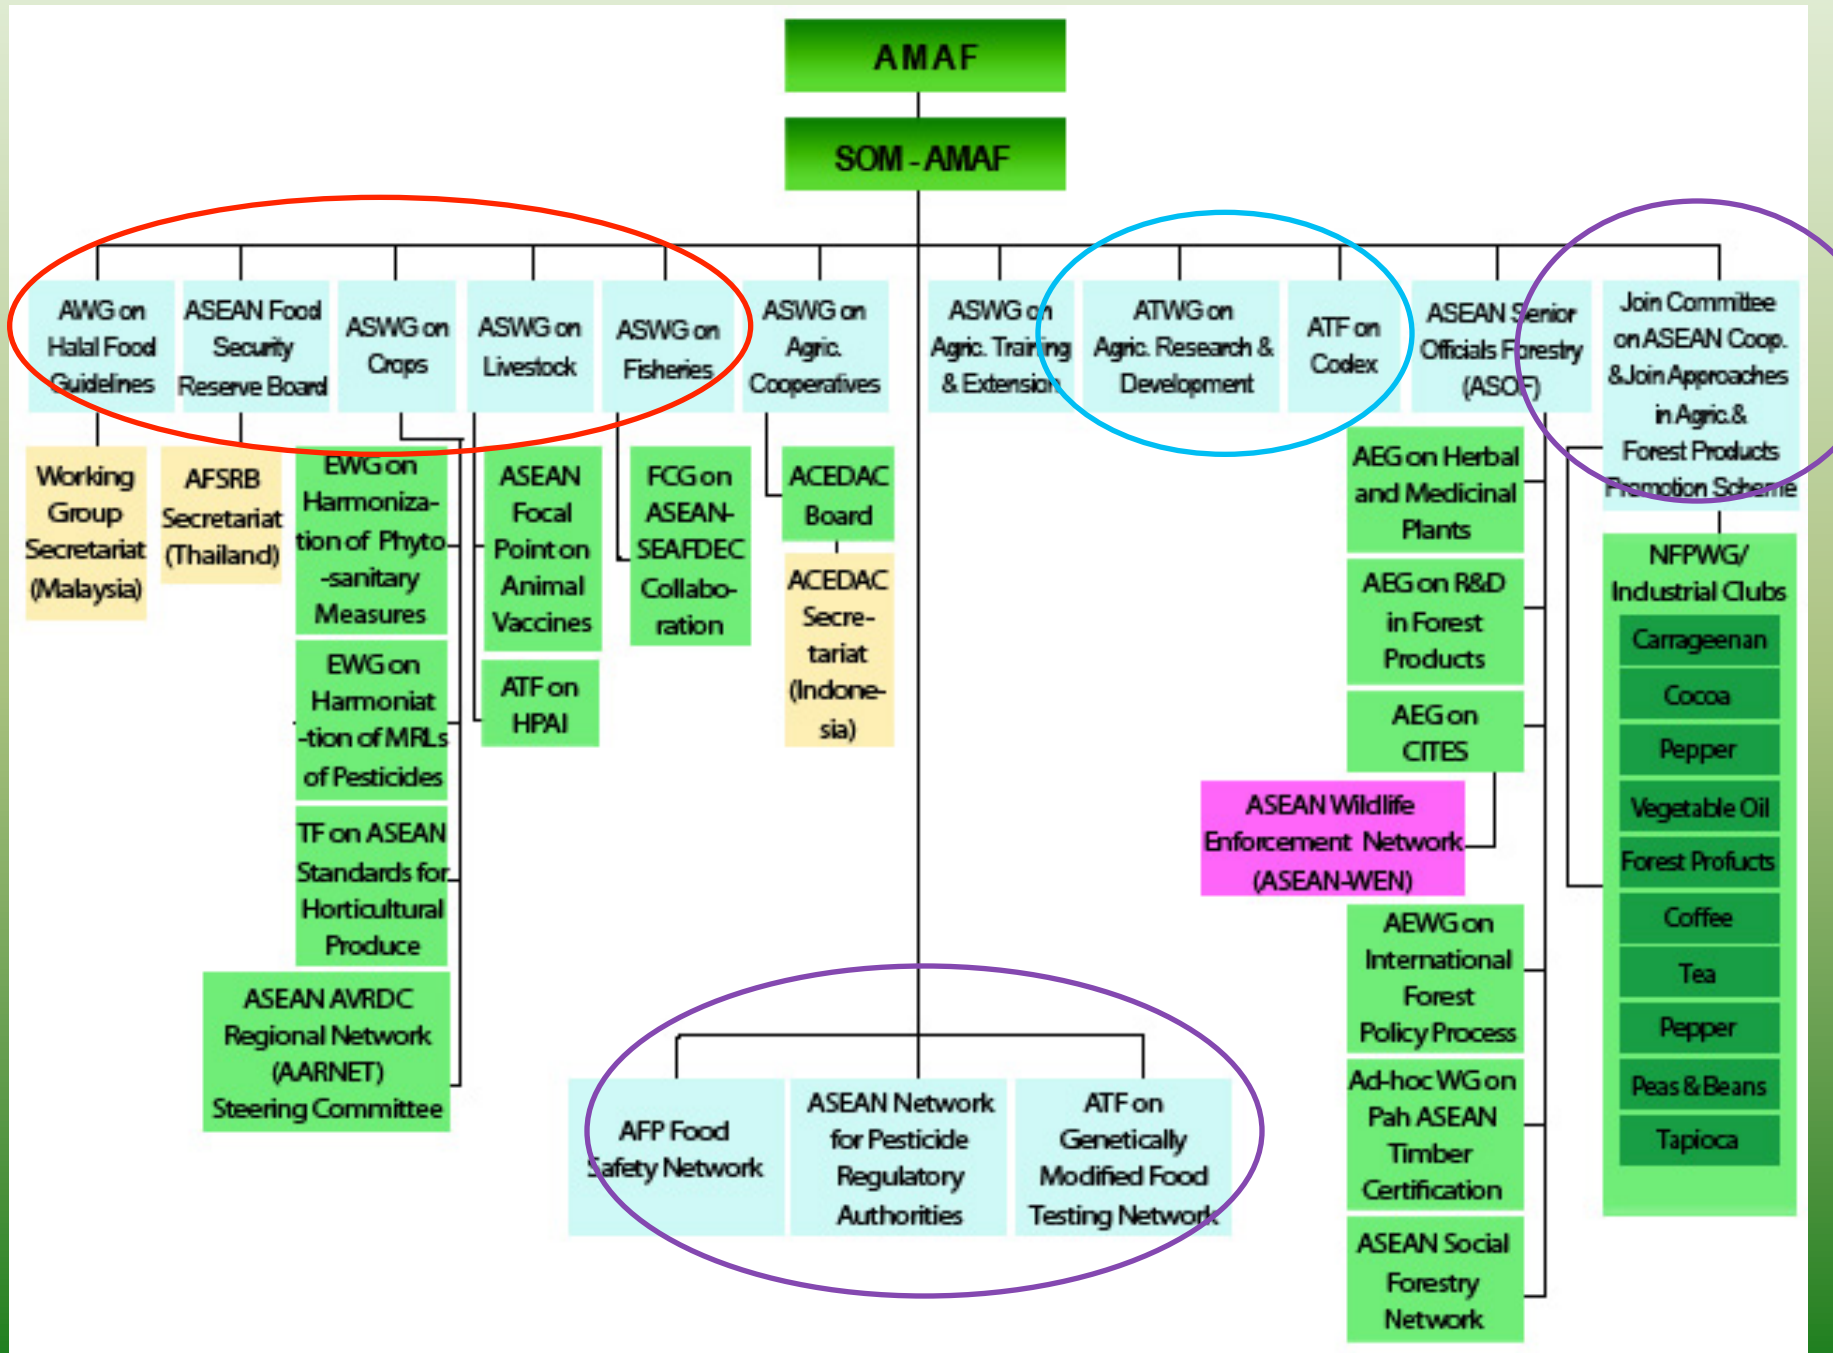 AMAF
SOM - AMAF
AWG on
Halal Food
Guidelines
ASEAN Food
Security
Reserve Board
ASWG on
Crops
ASWG on
Livestock
ASWG on
Fisheries
ASWG on
Agric.
Cooperatives
ASWG on
Agric. Training
& Extension
ATWG on
Agric. Research &
Development
ATF on
Codex
ASEAN Senior
Officials Forestry
(ASOF)
Join Committee
on ASEAN Coop.
&Join Approaches
in Agric.&
Forest Products
Promotion Scheme
Working
Group
Secretariat
(Malaysia)
AFSRB
Secretariat
(Thailand)
EWG on
Harmoniza-
tion of Phyto
-sanitary
Measures
EWG on
Harmoniat
-tion of MRLs
of Pesticides
TF on ASEAN
Standards for
Horticultural
Produce
ASEAN AVRDC
Regional Network
(AARNET)
Steering Committee
ASEAN
Focal
Point on
Animal
Vaccines
ATF on
HPAI
FCG on
ASEAN-
SEAFDEC
Collabo-
ration
ACEDAC
Board
ACEDAC
Secre-
tariat
(Indone-
sia)
AFP Food
Safety Network
ASEAN Network
for Pesticide
Regulatory
Authorities
ATF on
Genetically
Modified Food
Testing Network
AEG on Herbal
and Medicinal
Plants
AEG on R&D
in Forest
Products
AEG on
CITES
ASEAN Wildlife
Enforcement Network
(ASEAN-WEN)
AEWG on
International
Forest
Policy Process
Ad-hoc WG on
Pah ASEAN
Timber
Certification
ASEAN Social
Forestry
Network
NFPWG/
Industrial Clubs
Carrageenan
Cocoa
Pepper
Vegetable Oil
Forest Profucts
Coffee
Tea
Pepper
Peas & Beans
Tapioca